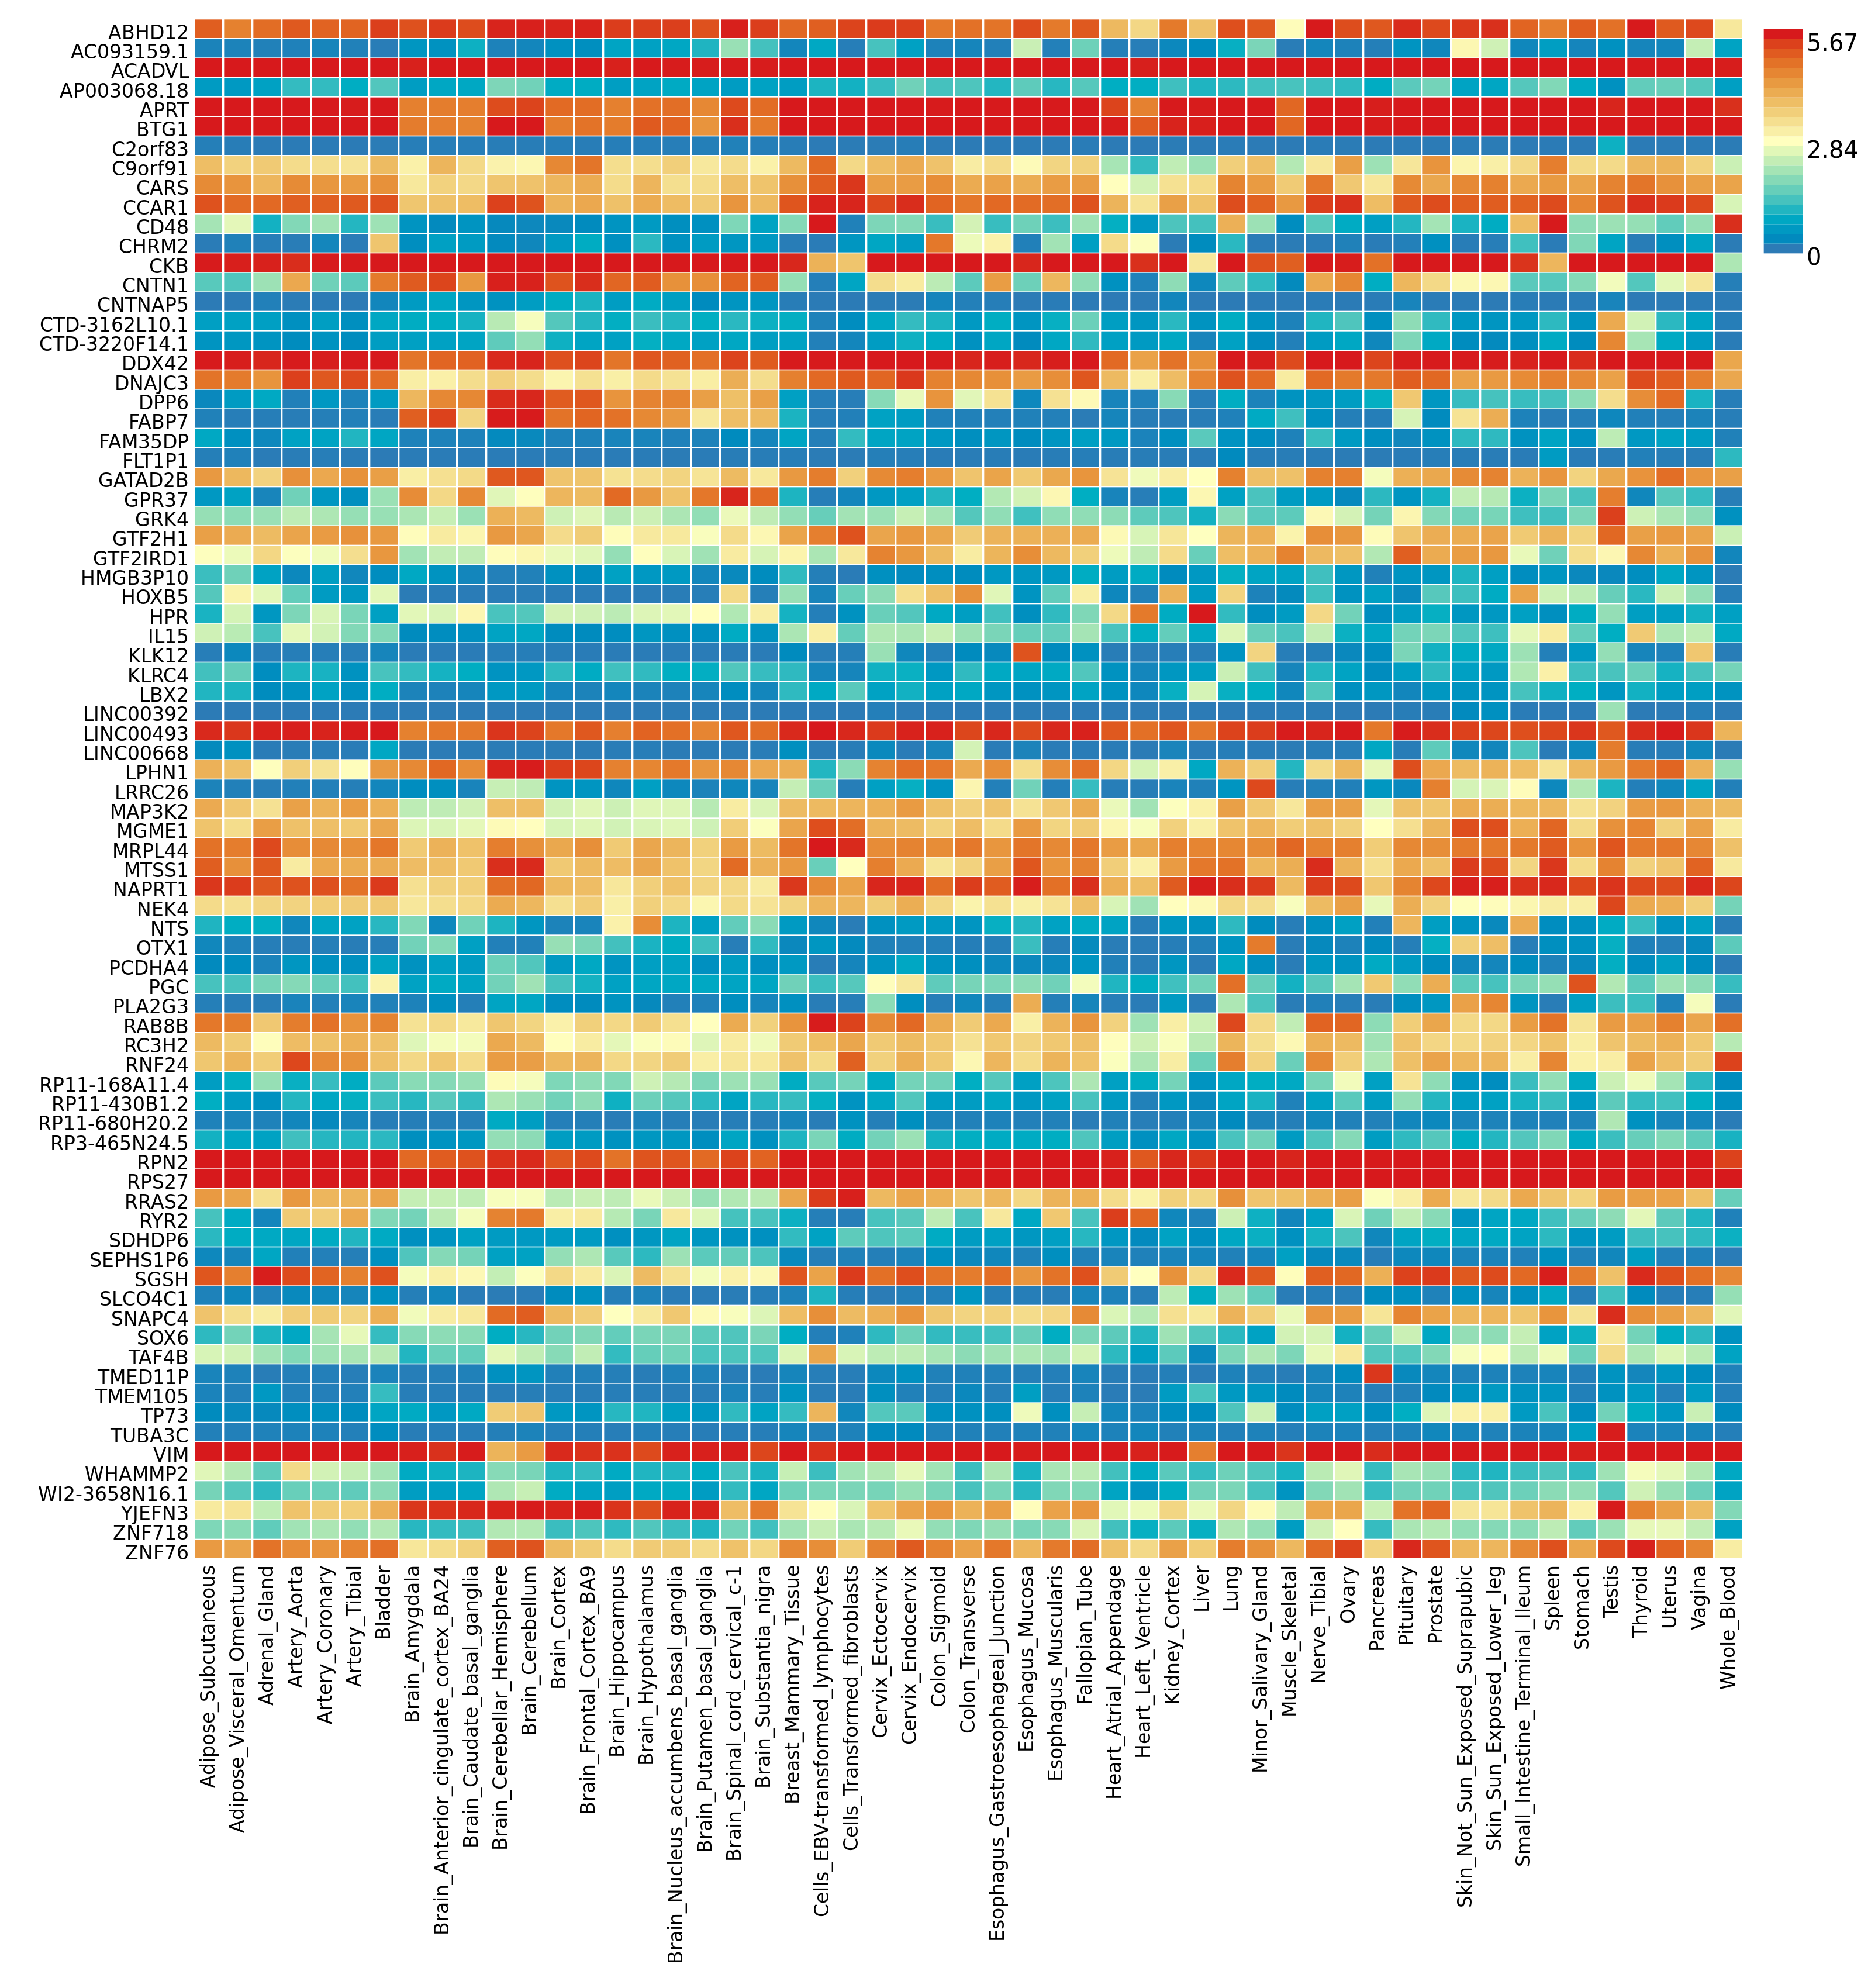 ABHD12
AC093159.1
ACADVL
AP003068.18
APRT
BTG1
C2orf83
C9orf91
CARS
CCAR1
CD48
CHRM2
CKB
CNTN1
CNTNAP5
CTD-3162L10.1
CTD-3220F14.1
DDX42
DNAJC3
DPP6
FABP7
FAM35DP
FLT1P1
GATAD2B
GPR37
GRK4
GTF2H1
GTF2IRD1
HMGB3P10
HOXB5
HPR
IL15
KLK12
KLRC4
LBX2
LINC00392
LINC00493
LINC00668
LPHN1
LRRC26
MAP3K2
MGME1
MRPL44
MTSS1
NAPRT1
NEK4
NTS
OTX1
PCDHA4
PGC
PLA2G3
RAB8B
RC3H2
RNF24
RP11-168A11.4
RP11-430B1.2
RP11-680H20.2
RP3-465N24.5
RPN2
RPS27
RRAS2
RYR2
SDHDP6
SEPHS1P6
SGSH
SLCO4C1
SNAPC4
SOX6
TAF4B
TMED11P
TMEM105
TP73
TUBA3C
VIM
WHAMMP2
WI2-3658N16.1
YJEFN3
ZNF718
ZNF76
5.67
2.84
0
Adipose_Subcutaneous
Adipose_Visceral_Omentum
Adrenal_Gland
Artery_Aorta
Artery_Coronary
Artery_Tibial
Bladder
Brain_Amygdala
Brain_Anterior_cingulate_cortex_BA24
Brain_Caudate_basal_ganglia
Brain_Cerebellar_Hemisphere
Brain_Cerebellum
Brain_Cortex
Brain_Frontal_Cortex_BA9
Brain_Hippocampus
Brain_Hypothalamus
Brain_Nucleus_accumbens_basal_ganglia
Brain_Putamen_basal_ganglia
Brain_Spinal_cord_cervical_c-1
Brain_Substantia_nigra
Breast_Mammary_Tissue
Cells_EBV-transformed_lymphocytes
Cells_Transformed_fibroblasts
Cervix_Ectocervix
Cervix_Endocervix
Colon_Sigmoid
Colon_Transverse
Esophagus_Gastroesophageal_Junction
Esophagus_Mucosa
Esophagus_Muscularis
Fallopian_Tube
Heart_Atrial_Appendage
Heart_Left_Ventricle
Kidney_Cortex
Liver
Lung
Minor_Salivary_Gland
Muscle_Skeletal
Nerve_Tibial
Ovary
Pancreas
Pituitary
Prostate
Skin_Not_Sun_Exposed_Suprapubic
Skin_Sun_Exposed_Lower_leg
Small_Intestine_Terminal_Ileum
Spleen
Stomach
Testis
Thyroid
Uterus
Vagina
Whole_Blood